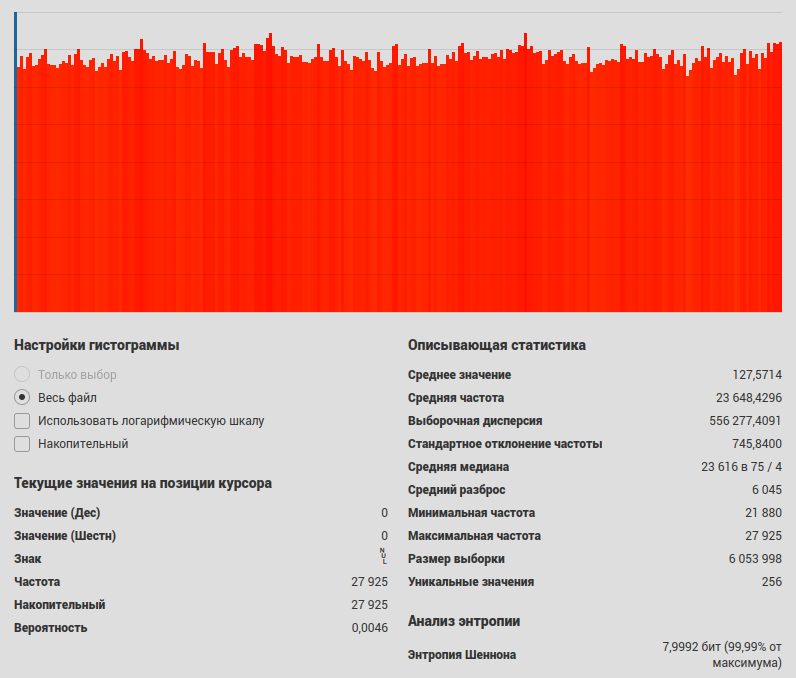 Настройки гистограммы
Только выбор
Весь файл
Использовать логарифмическую шкалу
Накопительный
Текущие значения на позиции курсора
Значение (Дес) 0
Значение (Шестн) 0
Знак NUL
Частота 27 925
Накопительный 27 925
Вероятность 0,0046
Описывающая статистика
Среднее значение 127,5714
Средняя частота 23 648,4296
Выборочная дисперсия 556 277,4091
Стандартное отклонение частоты 745,8400
Средняя медиана 23 616 в 75 / 4
Средний разброс 6 045
Минимальная частота 21 880
Максимальная частота 27 925
Размер выборки 6 053 998
Уникальные значения 256
Анализ энтропии
Энтропия Шеннона 7,9992 бит (99,99% от
максимума)